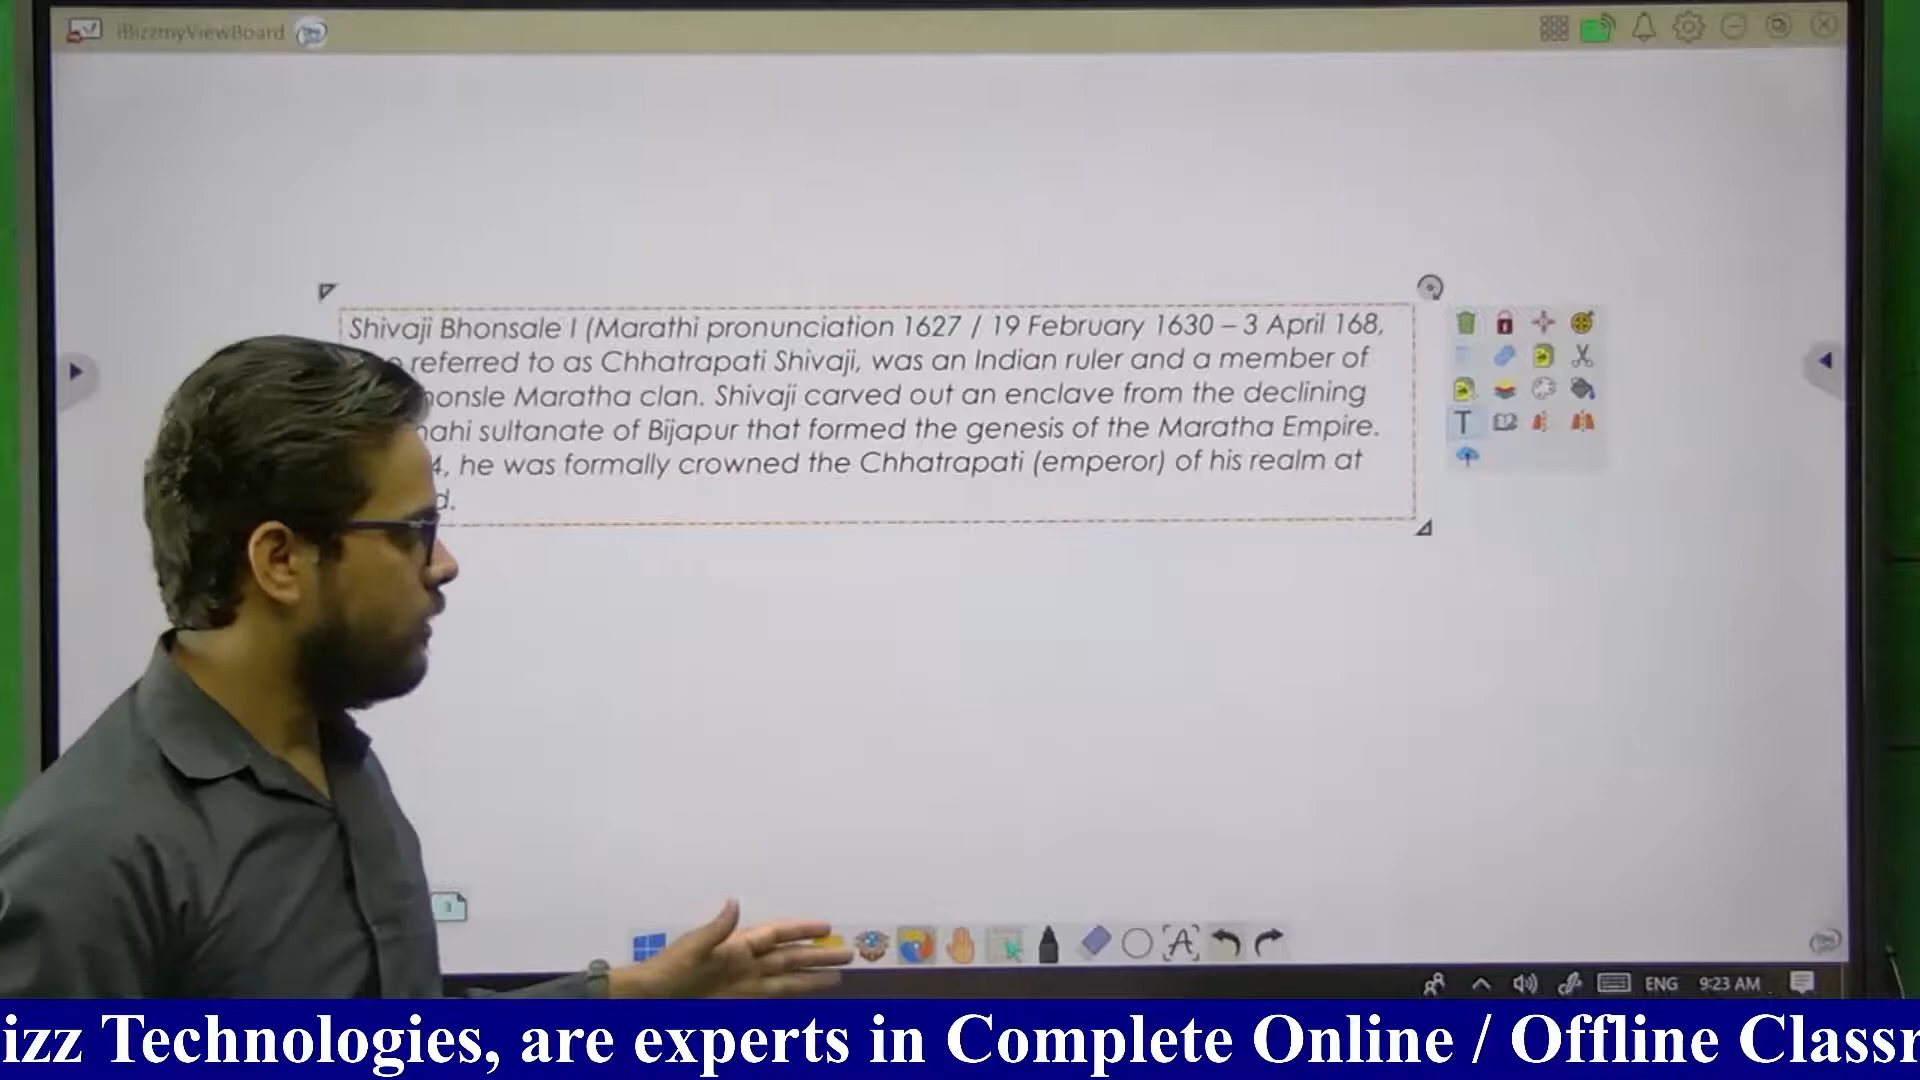 iBizzmyViewBoard
Shivaji Bhonsale I (Marathi pronunciation 1627 / 19 February 1630 – 3 April 168,
referred to as Chhatrapati Shivaji, was an Indian ruler and a member of
Maratha clan. Shivaji carved out an enclave from the declining
sultanate of Bijapur that formed the genesis of the Maratha Empire.
4, he was formally crowned the Chhatrapati (emperor) of his realm at
d.
3
ENG 9:23 AM
izz Technologies, are experts in Complete Online / Offline Classr